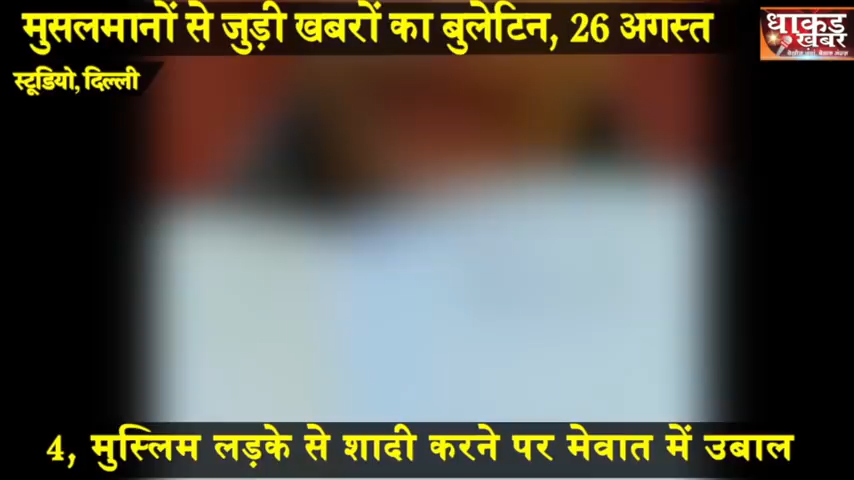 मुसलमानों से जुड़ी खबरों का बुलेटिन, 26 अगस्त
धाकड़
खबर
स्टूडियो, दिल्ली
4, मुस्लिम लड़के से शादी करने पर मेवात में उबाल